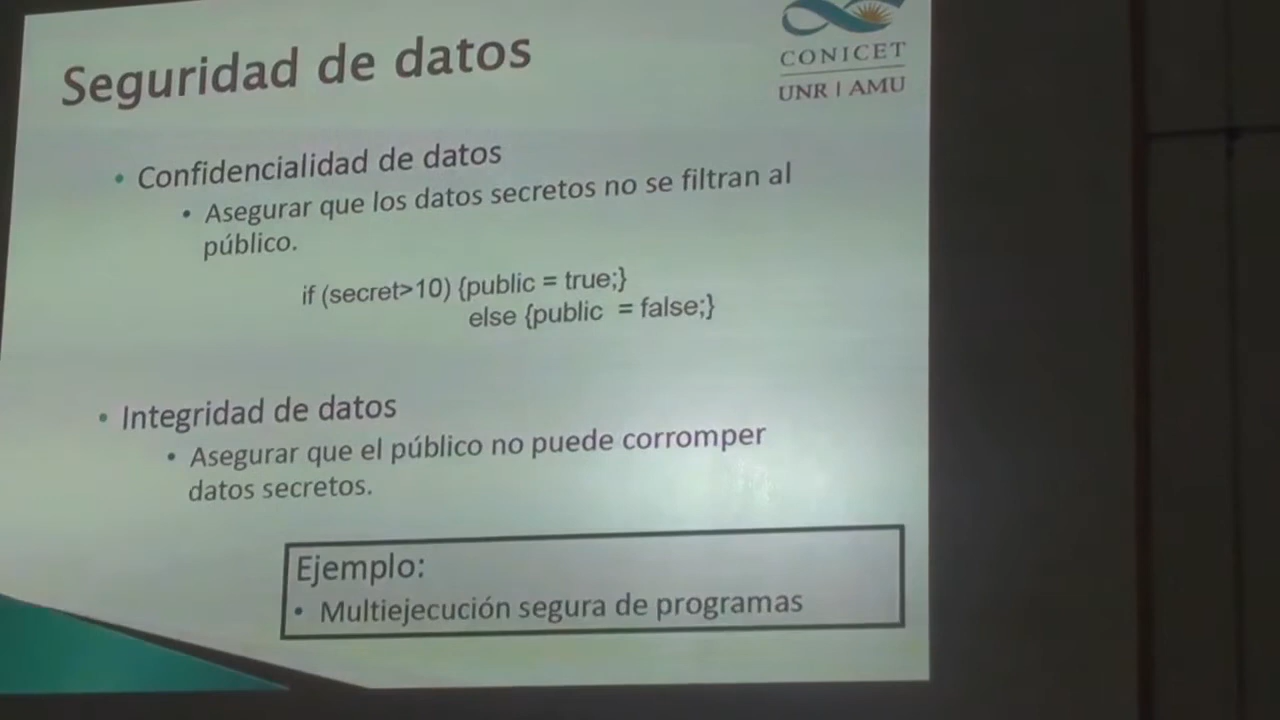 Seguridad de datos
CONICET
UNR | AMU
• Confidencialidad de datos
• Asegurar que los datos secretos no se filtran al
público.
if (secret>10) {public = true;}
else {public = false;}
• Integridad de datos
• Asegurar que el público no puede corromper
datos secretos.
Ejemplo:
• Multiejecución segura de programas